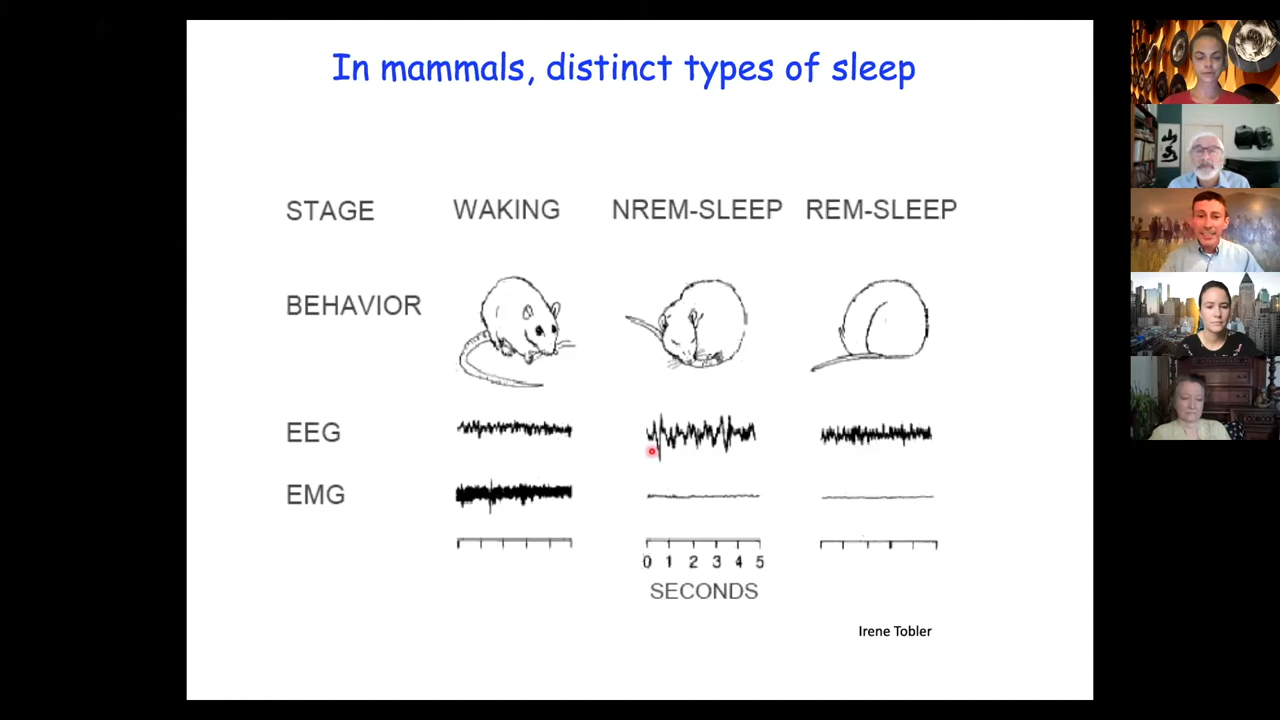 In mammals, distinct types of sleep
STAGE WAKING NREM-SLEEP REM-SLEEP
BEHAVIOR
EEG
EMG
0 1 2 3 4 5
SECONDS
Irene Tobler